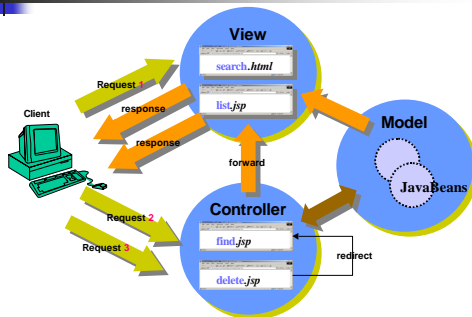 View
search.html
Request 1
list.jsp
response
Client
Model
response
forward
JavaBeans
Controller
Request 2
find.jsp
Request 3
redirect
delete.jsp